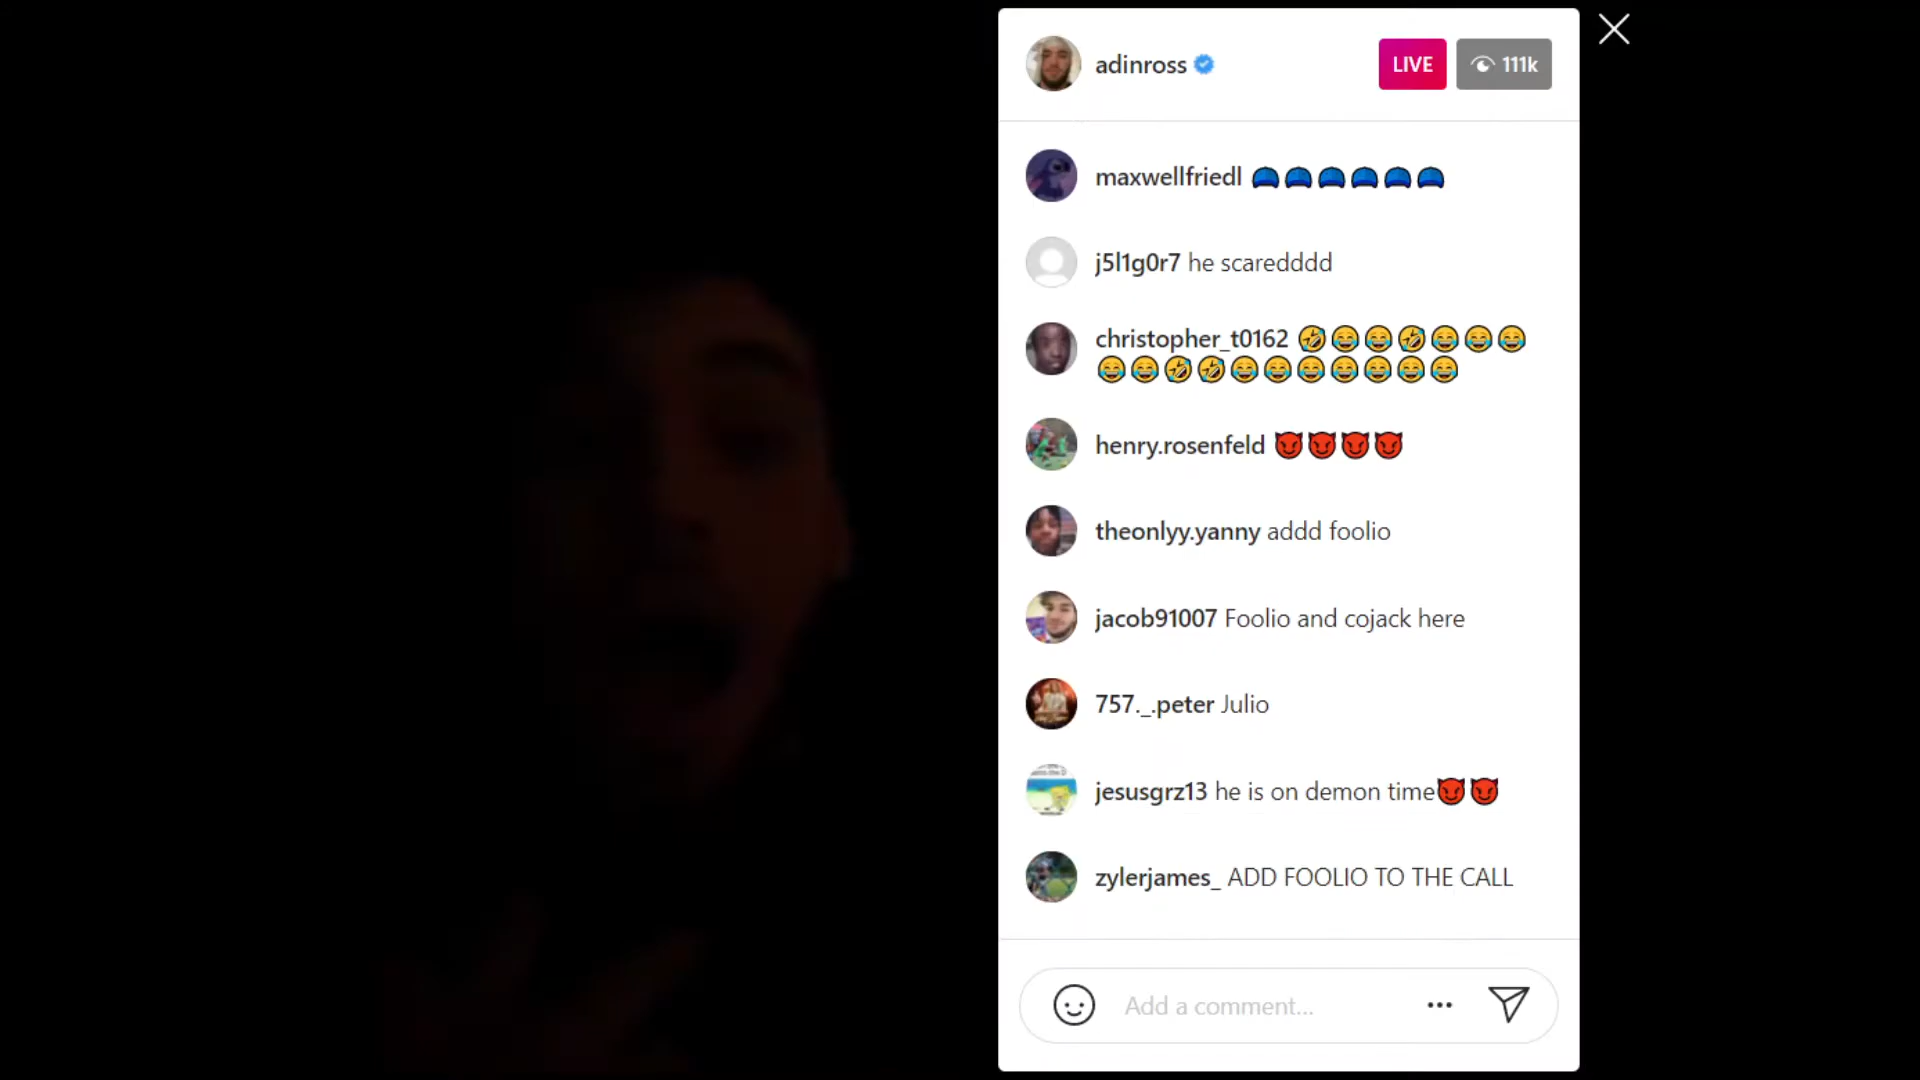 adinross
LIVE
111k
maxwellfriedl 🧢🧢🧢🧢🧢🧢
j5l1g0r7 he scaredddd
christopher_t0162 🤣😂😂🤣😂😂😂
😂😂🤣🤣😂😂😂😂😂😂😂
henry.rosenfeld 😈😈😈😈
theonlyy.yanny addd foolio
jacob91007 Foolio and cojack here
757._.peter Julio
jesusgrz13 he is on demon time😈😈
zylerjames_ ADD FOOLIO TO THE CALL
Add a comment...